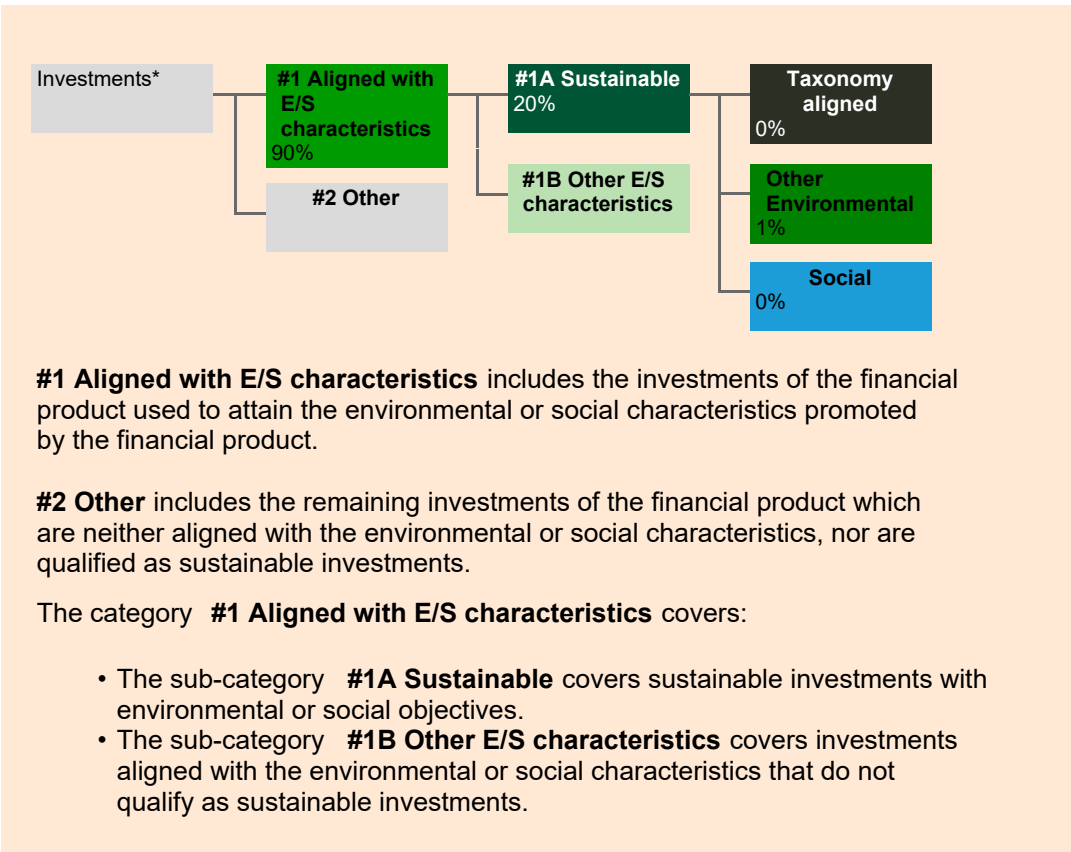 Investments*
#1 Aligned with
E/S
characteristics
90%
#2 Other
#1A Sustainable
20%
#1B Other E/S
characteristics
Taxonomy
aligned
0%
Other
Environmental
1%
Social
0%
#1 Aligned with E/S characteristics includes the investments of the financial
product used to attain the environmental or social characteristics promoted
by the financial product.
#2 Other includes the remaining investments of the financial product which
are neither aligned with the environmental or social characteristics, nor are
qualified as sustainable investments.
The category #1 Aligned with E/S characteristics covers:
• The sub-category #1A Sustainable covers sustainable investments with
environmental or social objectives.
• The sub-category #1B Other E/S characteristics covers investments
aligned with the environmental or social characteristics that do not
qualify as sustainable investments.